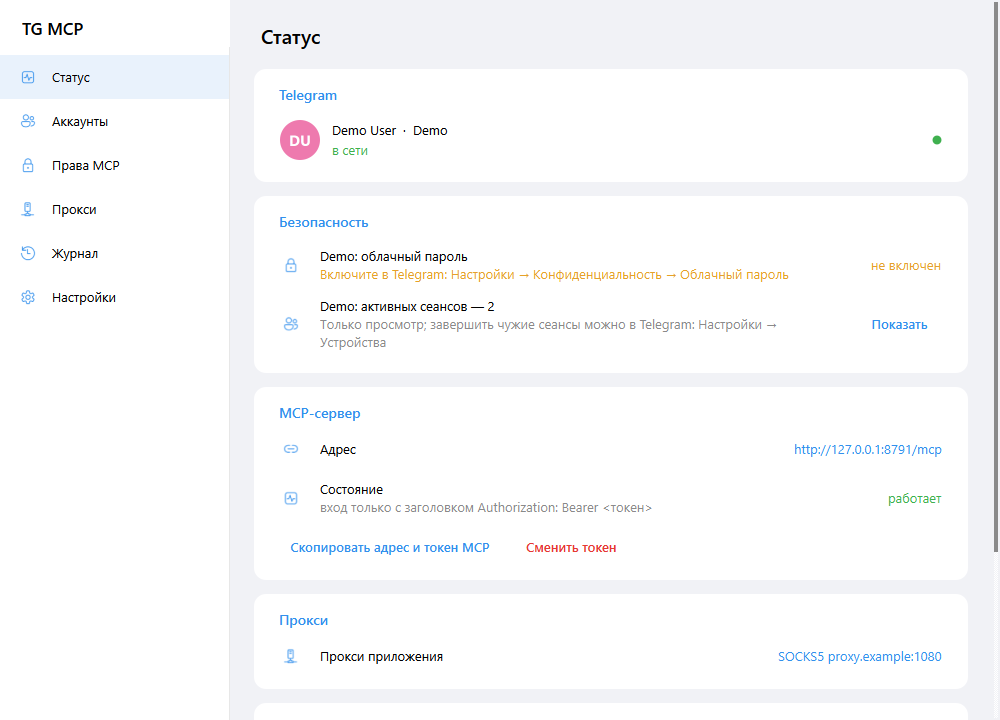 TG MCP
Статус
Аккаунты
Права MCP
Прокси
Журнал
Настройки
Статус
Telegram
DU
Demo User · Demo
в сети
Безопасность
Demo: облачный пароль
Включите в Telegram: Настройки → Конфиденциальность → Облачный пароль
не включен
Demo: активных сеансов — 2
Только просмотр; завершить чужие сеансы можно в Telegram: Настройки →
Устройства
Показать
MCP-сервер
Адрес
http://127.0.0.1:8791/mcp
Состояние
вход только с заголовком Authorization: Bearer <токен>
работает
Скопировать адрес и токен MCP
Сменить токен
Прокси
Прокси приложения
SOCKS5 proxy.example:1080